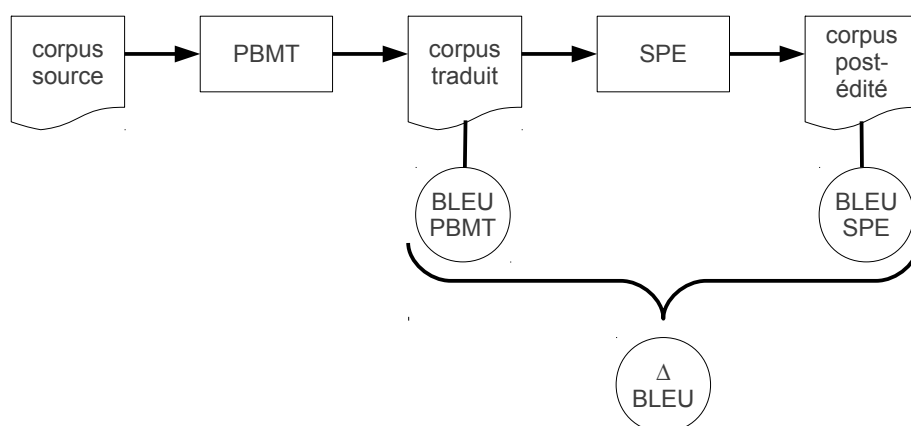 corpus
source
PBMT
corpus
traduit
SPE
corpus
post-
édité
BLEU
PBMT
BLEU
SPE
Δ
BLEU